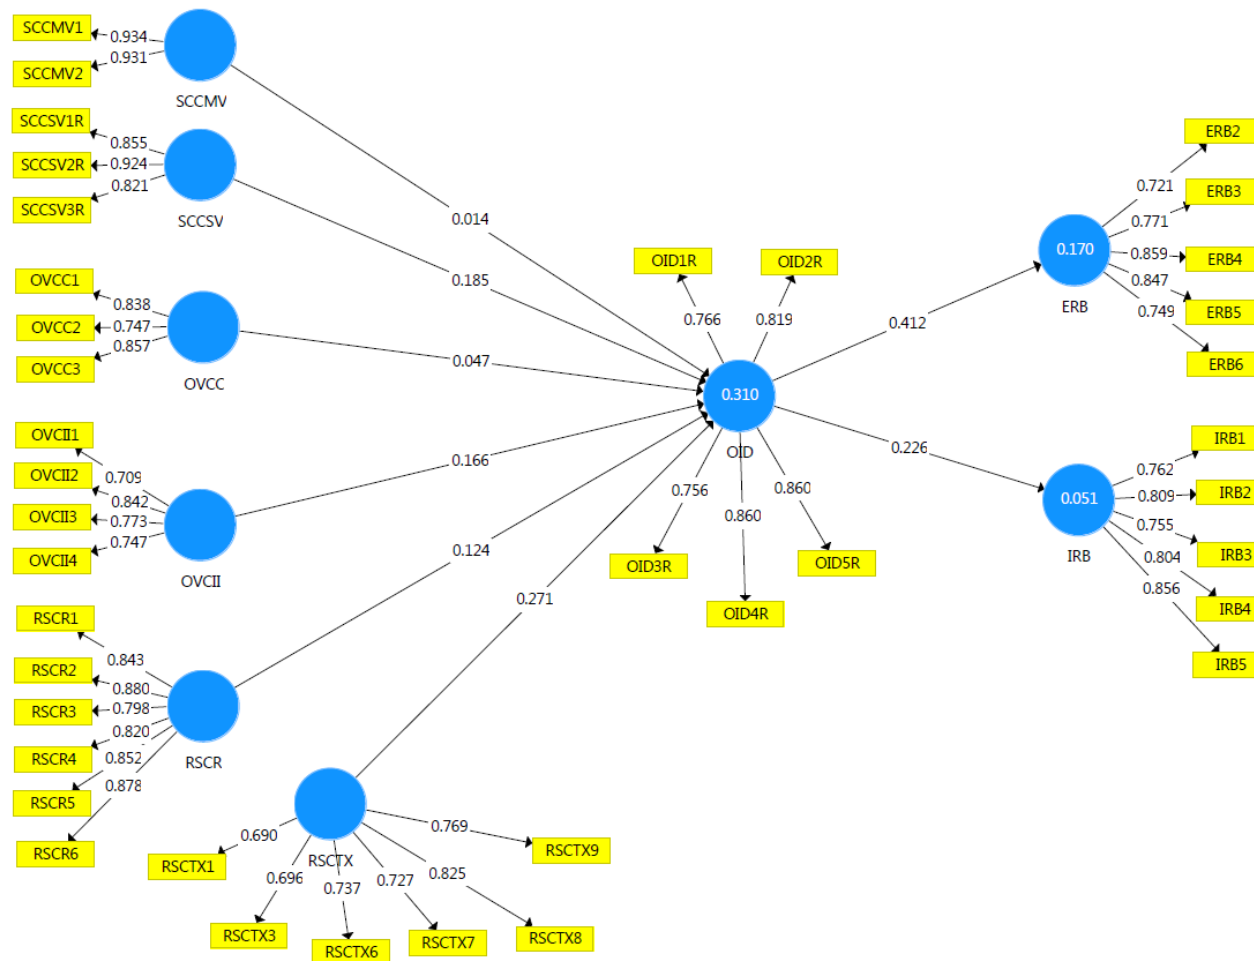 SCCMV1
0.934
0.931
SCCMV2
SCCMV
SCCSV1R
0.855
SCCSV2R
0.924
0.821
SCCSV3R
SCCSV
OVCC1
0.838
OVCC2
0.747
0.857
OVCC3
OVCC
OVCII1
0.709
OVCII2
0.842
OVCII3
0.773
0.747
OVCII4
OVCII
RSCR1
0.843
RSCR2
0.880
RSCR3
0.798
0.820
RSCR4
0.852
0.878
RSCR5
RSCR6
RSCR
0.014
0.185
0.047
0.166
0.124
0.271
RSCTX
0.690
RSCTX1
0.696
RSCTX3
0.737
RSCTX6
0.727
RSCTX7
0.825
RSCTX8
0.769
RSCTX9
OID1R
OID2R
0.766
0.819
0.310
OID
0.756
0.860
0.860
OID3R
OID4R
OID5R
0.412
0.226
0.170
ERB
ERB2
0.721
ERB3
0.771
0.859
ERB4
0.847
0.749
ERB5
ERB6
0.051
IRB
IRB1
0.762
0.809
IRB2
0.755
0.804
IRB3
0.856
IRB4
IRB5